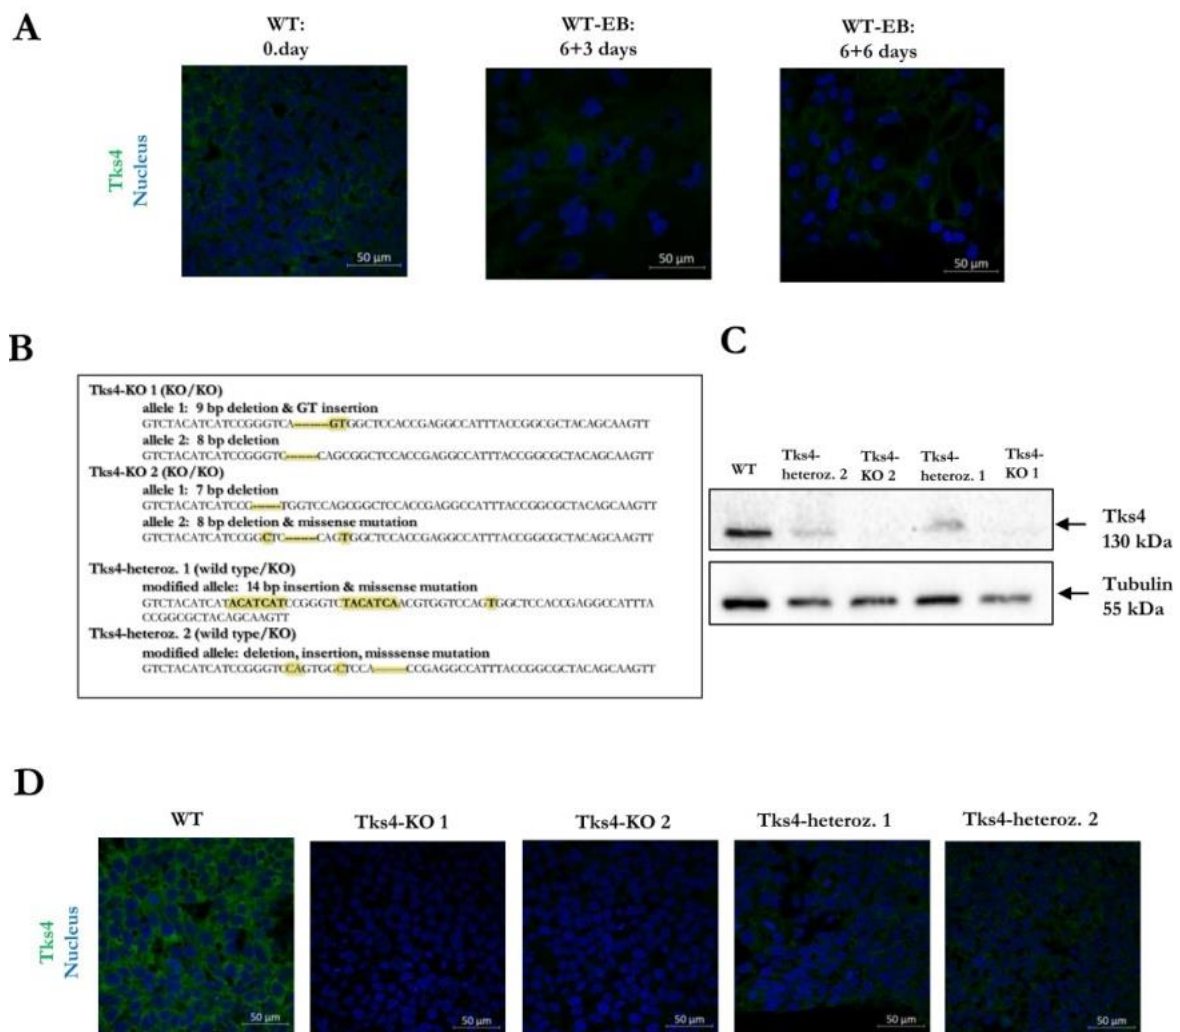 A
WT:
0.day
WT-EB:
6+3 days
WT-EB:
6+6 days
Tks4
Nucleus
50 µm
50 µm
50 µm
B
Tks4-KO 1 (KO/KO)
allele 1: 9 bp deletion & GT insertion
GTCTACATCATCCGGGTCA---------GTGGCTCCACCGAGGCCATTTACCGGCGCTACAGCAAGTT
allele 2: 8 bp deletion
GTCTACATCATCCGGGTC--------CAGCGGCTCCACCGAGGCCATTTACCGGCGCTACAGCAAGTT
Tks4-KO 2 (KO/KO)
allele 1: 7 bp deletion
GTCTACATCATCCG-------TGGTCCAGCGGCTCCACCGAGGCCATTTACCGGCGCTACAGCAAGTT
allele 2: 8 bp deletion & missense mutation
GTCTACATCATCCGGCTC--------CAGTGGCTCCACCGAGGCCATTTACCGGCGCTACAGCAAGTT
Tks4-heteroz. 1 (wild type/KO)
modified allele: 14 bp insertion & missense mutation
GTCTACATCATACATCATCCGGGTCTACATCAACGTGGTCCAGTGGCTCCACCGAGGCCATTTA
CCGGCGCTACAGCAAGTT
Tks4-heteroz. 2 (wild type/KO)
modified allele: deletion, insertion, misssense mutation
GTCTACATCATCCGGGTCCAGTGGCTCCA--------CCGAGGCCATTTACCGGCGCTACAGCAAGTT
C
WT
Tks4-
heteroz. 2
Tks4-
KO 2
Tks4-
heteroz. 1
Tks4-
KO 1
Tks4
130 kDa
Tubulin
55 kDa
D
WT
Tks4-KO 1
Tks4-KO 2
Tks4-heteroz. 1
Tks4-heteroz. 2
Tks4
Nucleus
50 µm
50 µm
50 µm
50 µm
50 µm